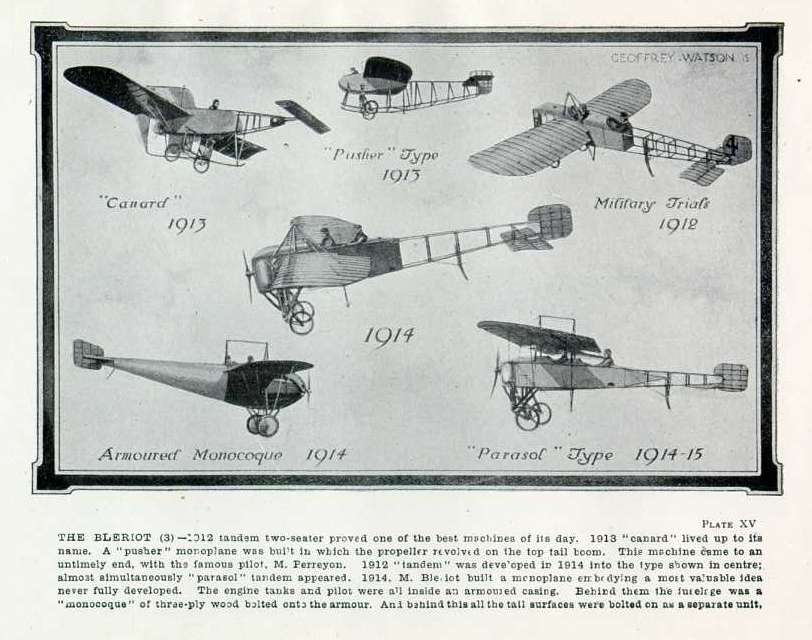 GEOFFREY WATSON 15
"Pusher" Type
1913
"Canard"
1913
Military Trials
1912
4
1914
Armoured Monocoque 1914
"Parasol" Type 1914-15
PLATE XV
THE BLERIOT (3)—1912 tandem two-seater proved one of the best machines of its day. 1913 "canard" lived up to its
name. A "pusher" monoplane was built in which the propeller revolved on the top tail boom. This machine came to an
untimely end, with the famous pilot, M. Perreyon. 1912 "tandem" was developed in 1914 into the type shown in centre;
almost simultaneously "parasol" tandem appeared. 1914, M. Bleriot built a monoplane embodying a most valuable idea
never fully developed. The engine tanks and pilot were all inside an armoured casing. Behind them the fuselage was a
"monocoque" of three-ply wood bolted onto the armour. And behind this all the tail surfaces were bolted on as a separate unit,